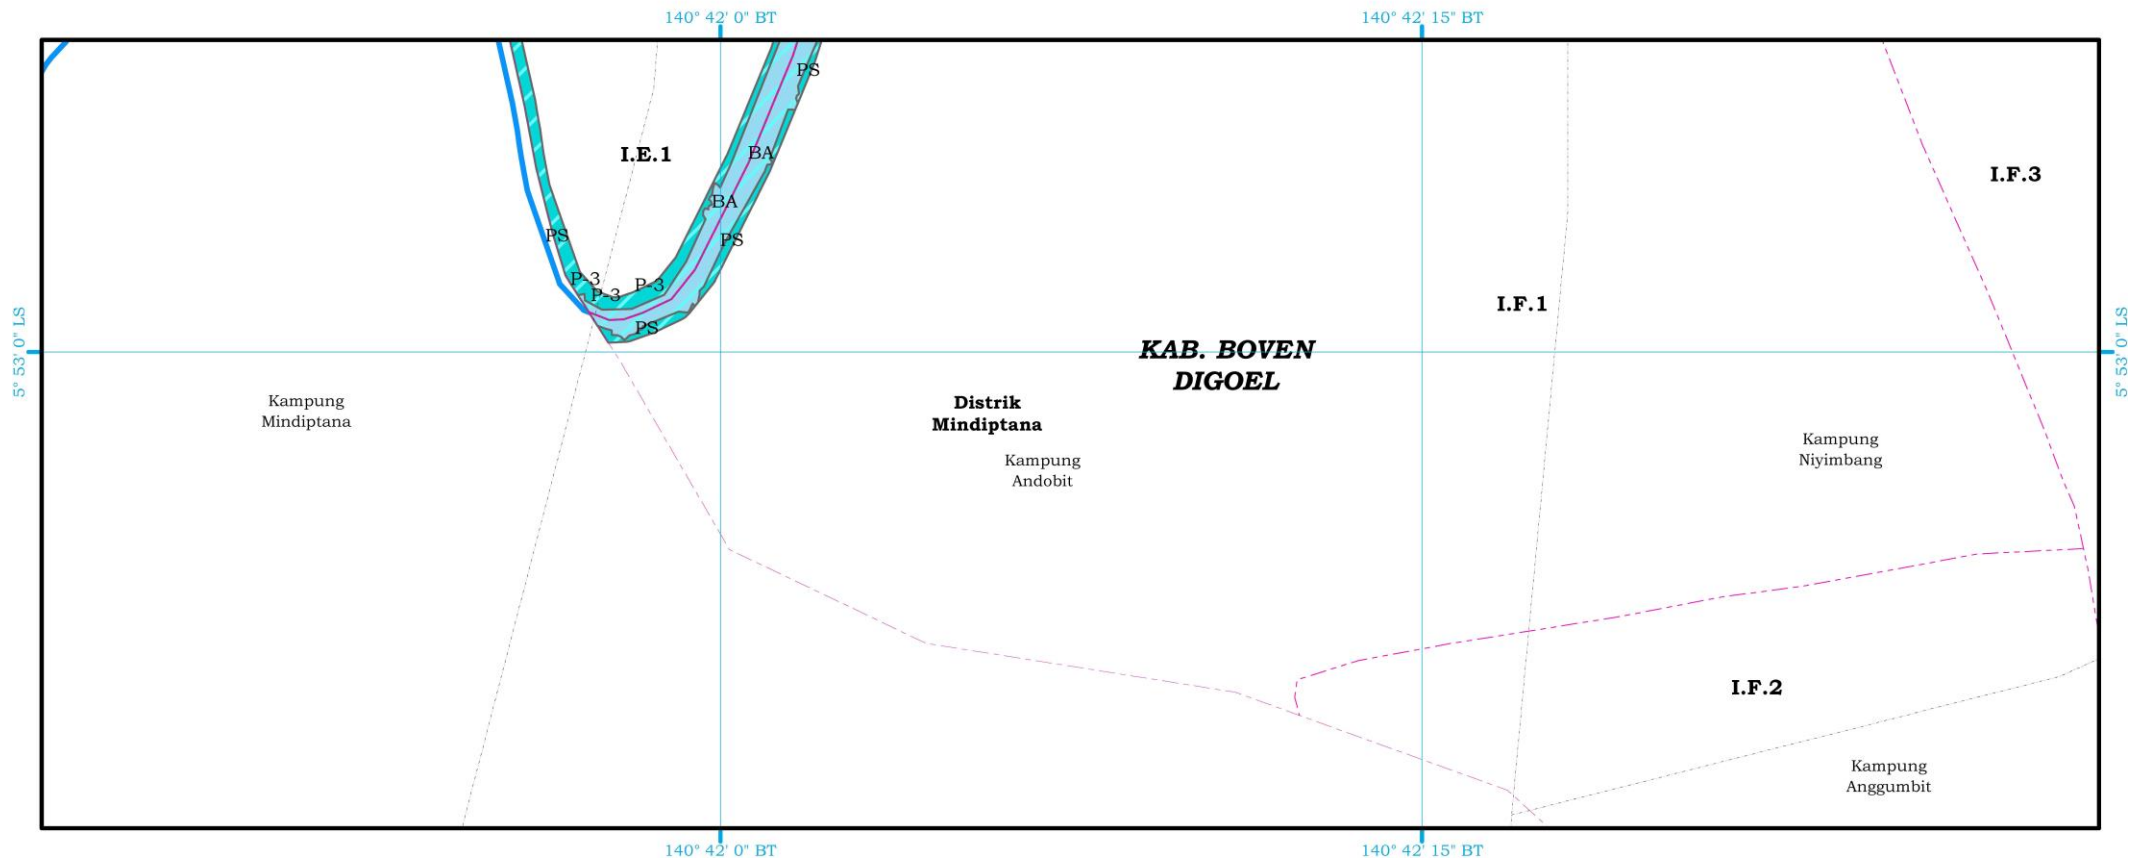 140° 42' 0" BT
140° 42' 15" BT
PS
I.E.1
BA
I.F.3
BA
PS
PS
P-3
P-3
P-3
I.F.1
PS
5° 53' 0" LS
5° 53' 0" LS
KAB. BOVEN
DIGOEL
Kampung
Mindiptana
Distrik
Mindiptana
Kampung
Andobit
Kampung
Niyimbang
I.F.2
Kampung
Anggumbit
140° 42' 0" BT
140° 42' 15" BT